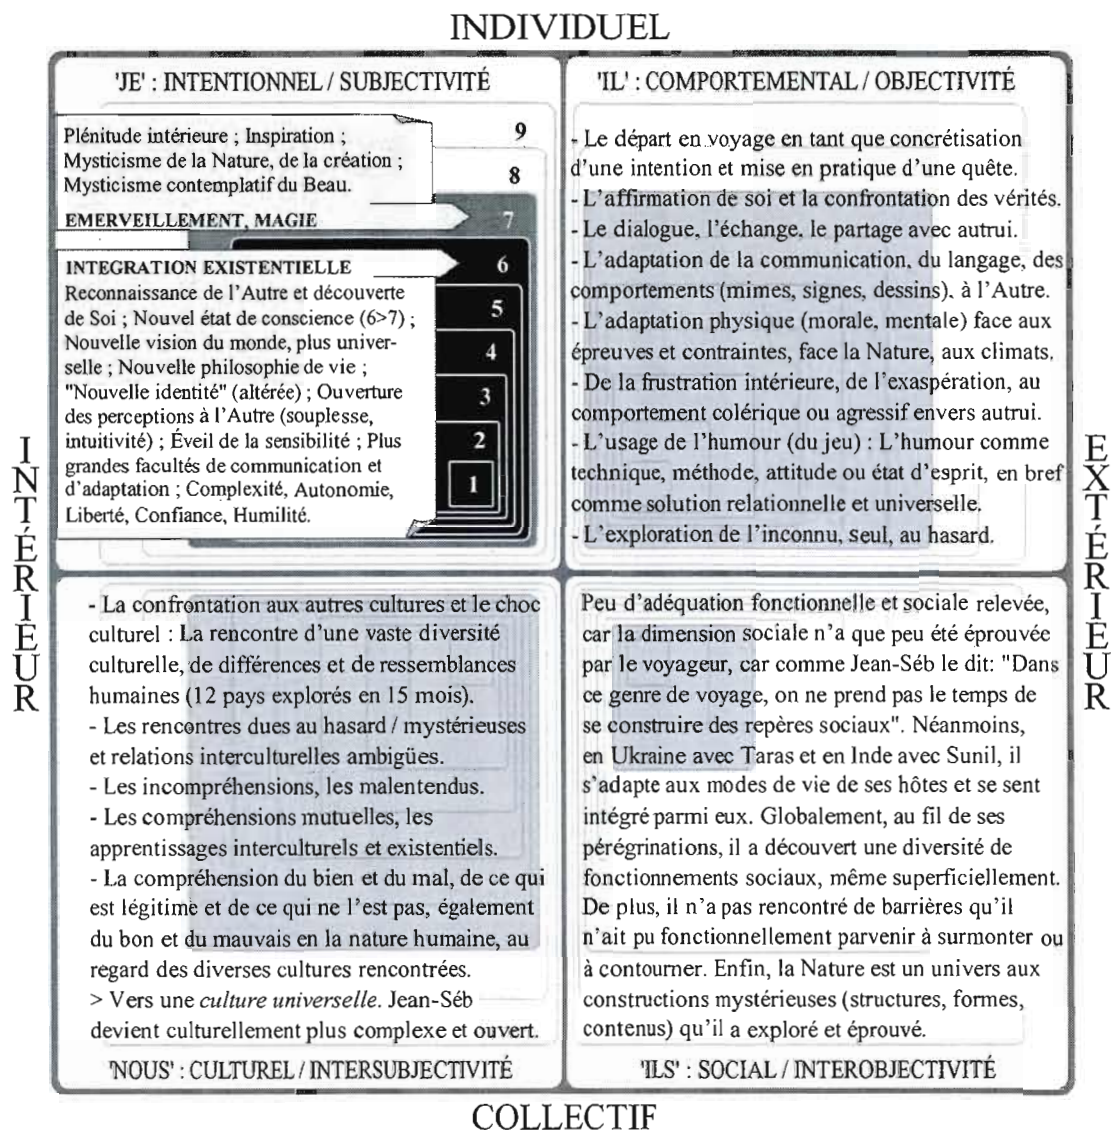 INDIVIDUEL
'JE' : INTENTIONNEL / SUBJECTIVITÉ
Plénitude intérieure ; Inspiration ;
Mysticisme de la Nature, de la création ;
Mysticisme contemplatif du Beau.
EMERVEILLEMENT, MAGIE
INTEGRATION EXISTENTIELLE
Reconnaissance de l'Autre et découverte
de Soi ; Nouvel état de conscience (6>7) ;
Nouvelle vision du monde, plus univer-
selle ; Nouvelle philosophie de vie ;
"Nouvelle identité" (altérée) ; Ouverture
des perceptions à l'Autre (souplesse,
intuitivité) ; Éveil de la sensibilité ; Plus
grandes facultés de communication et
d'adaptation ; Complexité, Autonomie,
Liberté, Confiance, Humilité.
9
8
7
6
5
4
3
2
1
'IL' : COMPORTEMENTAL / OBJECTIVITÉ
- Le départ en voyage en tant que concrétisation
d'une intention et mise en pratique d'une quête.
- L'affirmation de soi et la confrontation des vérités.
- Le dialogue, l'échange, le partage avec autrui.
- L'adaptation de la communication, du langage, des
comportements (mimes, signes, dessins), à l'Autre.
- L'adaptation physique (morale, mentale) face aux
épreuves et contraintes, face la Nature, aux climats.
- De la frustration intérieure, de l'exaspération, au
comportement colérique ou agressif envers autrui.
- L'usage de l'humour (du jeu) : L'humour comme
technique, méthode, attitude ou état d'esprit, en bref
comme solution relationnelle et universelle.
- L'exploration de l'inconnu, seul, au hasard.
INTÉRIEUR
EXTÉRIEUR
- La confrontation aux autres cultures et le choc
culturel : La rencontre d'une vaste diversité
culturelle, de différences et de ressemblances
humaines (12 pays explorés en 15 mois).
- Les rencontres dues au hasard / mystérieuses
et relations interculturelles ambigües.
- Les incompréhensions, les malentendus.
- Les compréhensions mutuelles, les
apprentissages interculturels et existentiels.
- La compréhension du bien et du mal, de ce qui
est légitime et de ce qui ne l'est pas, également
du bon et du mauvais en la nature humaine, au
regard des diverses cultures rencontrées.
> Vers une culture universelle. Jean-Séb
devient culturellement plus complexe et ouvert.
'NOUS' : CULTUREL / INTERSUBJECTIVITÉ
Peu d'adéquation fonctionnelle et sociale relevée,
car la dimension sociale n'a que peu été éprouvée
par le voyageur, car comme Jean-Séb le dit: "Dans
ce genre de voyage, on ne prend pas le temps de
se construire des repères sociaux". Néanmoins,
en Ukraine avec Taras et en Inde avec Sunil, il
s'adapte aux modes de vie de ses hôtes et se sent
intégré parmi eux. Globalement, au fil de ses
pérégrinations, il a découvert une diversité de
fonctionnements sociaux, même superficiellement.
De plus, il n'a pas rencontré de barrières qu'il
n'ait pu fonctionnellement parvenir à surmonter ou
à contourner. Enfin, la Nature est un univers aux
constructions mystérieuses (structures, formes,
contenus) qu'il a exploré et éprouvé.
'ILS' : SOCIAL / INTEROBJECTIVITÉ
COLLECTIF